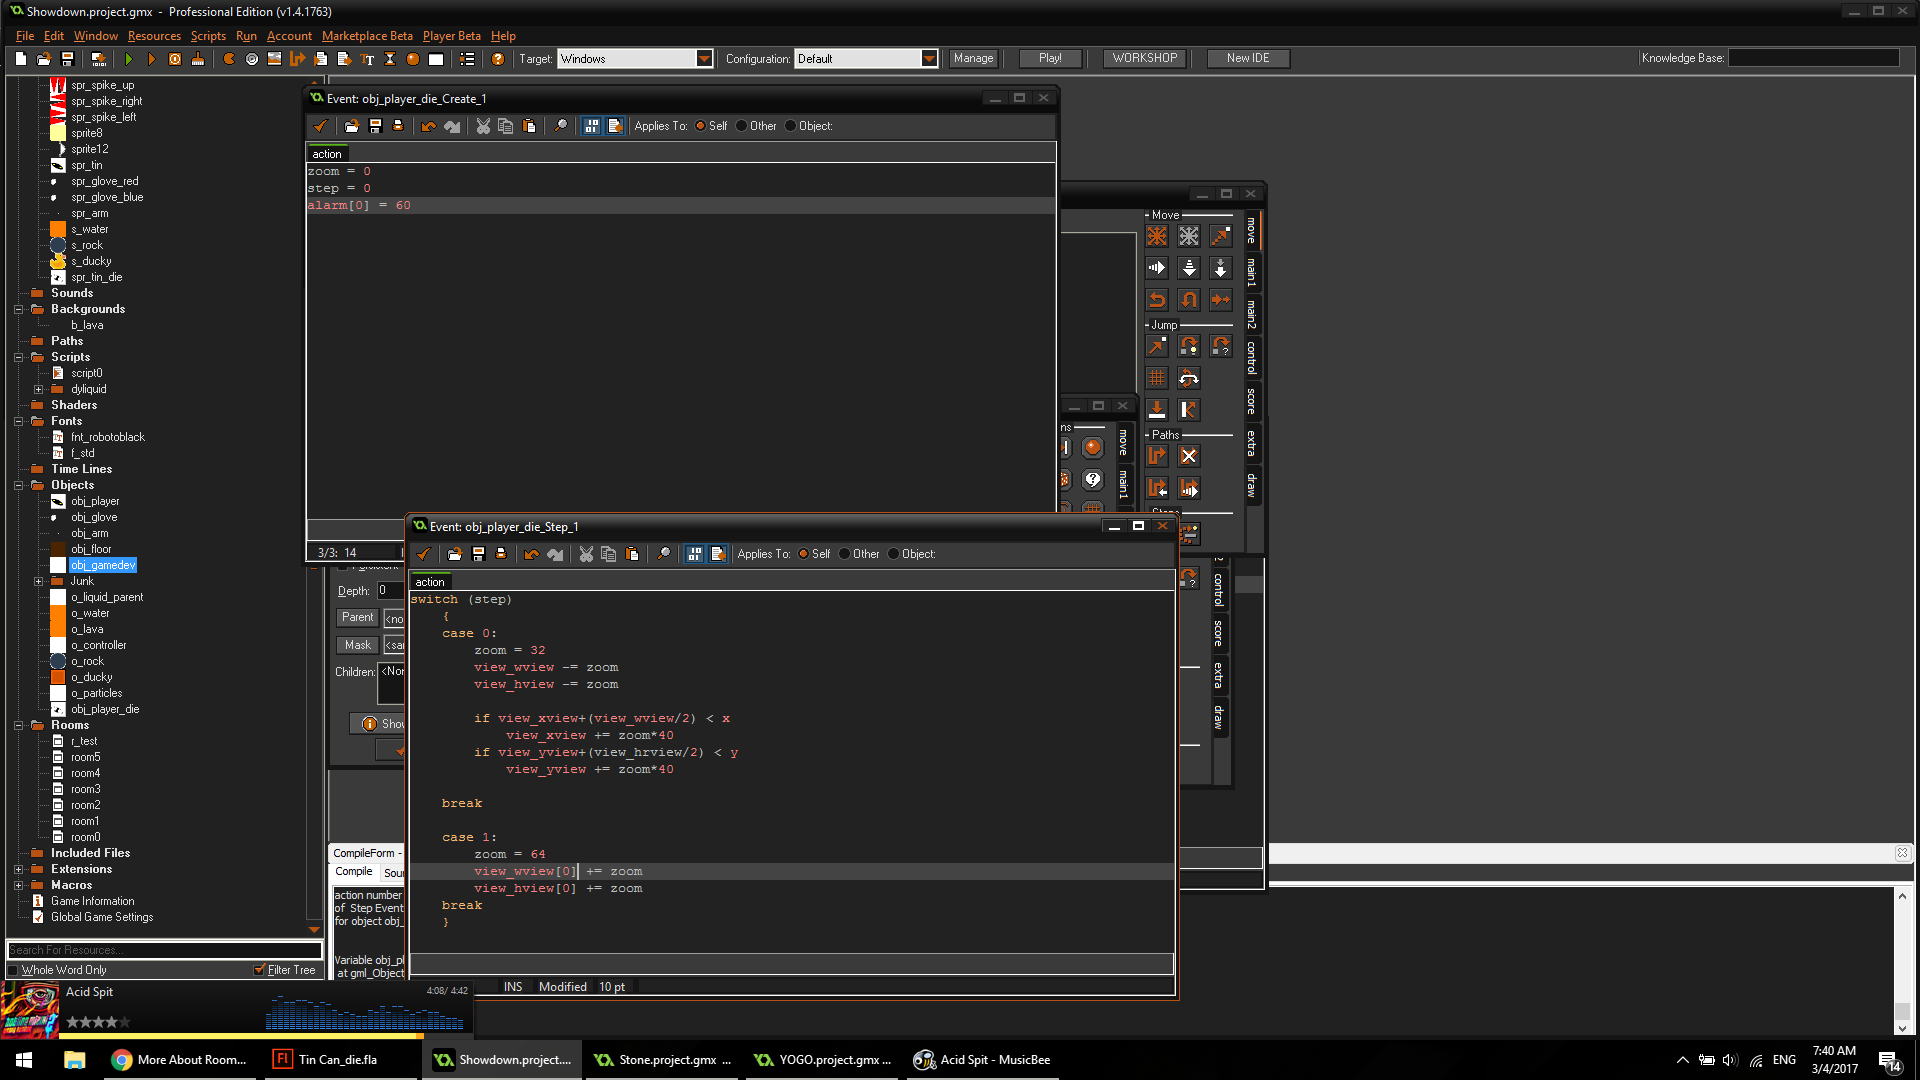 Showdown.project.gmx - Professional Edition (v1.4.1763)
File Edit Window Resources Scripts Run Account Marketplace Beta Player Beta Help
Target: Windows Configuration: Default Manage Play! WORKSHOP New IDE Knowledge Base:
spr_spike_up
spr_spike_right
spr_spike_left
sprite8
sprite12
spr_tin
spr_glove_red
spr_glove_blue
spr_arm
s_water
s_rock
s_ducky
spr_tin_die
Sounds
Backgrounds
b_lava
Paths
Scripts
script0
dyliquid
Shaders
Fonts
fnt_robotoblack
f_std
Time Lines
Objects
obj_player
obj_glove
obj_arm
obj_floor
obj_gamedev
Junk
o_liquid_parent
o_water
o_lava
o_controller
o_rock
o_ducky
o_particles
obj_player_die
Rooms
r_test
room5
room4
room3
room2
room1
room0
Included Files
Extensions
Macros
Game Information
Global Game Settings
Search For Resources...
Whole Word Only Filter Tree
Event: obj_player_die_Create_1
Applies To: Self Other Object:
action
zoom = 0
step = 0
alarm[0] = 60
3/3: 14
Move
Jump
Paths
move
main1
main2
control
score
extra
draw
move
main1
control
score
extra
draw
Depth: 0
Parent <no
Mask <sar
Children: <Non
Show
Event: obj_player_die_Step_1
Applies To: Self Other Object:
action
switch (step)
{
case 0:
zoom = 32
view_wview -= zoom
view_hview -= zoom
if view_xview+(view_wview/2) < x
view_xview += zoom*40
if view_yview+(view_hrview/2) < y
view_yview += zoom*40
break
case 1:
zoom = 64
view_wview[0] += zoom
view_hview[0] += zoom
break
}
INS Modified 10 pt
CompileForm -
Compile Sour
action number
of Step Event
for object obj_
Variable obj_pl
at gml_Object
Acid Spit 4:08/ 4:42
More About Room... Tin Can_die.fla Showdown.project.... Stone.project.gmx ... YOGO.project.gmx ... Acid Spit - MusicBee ENG 7:40 AM
3/4/2017
14